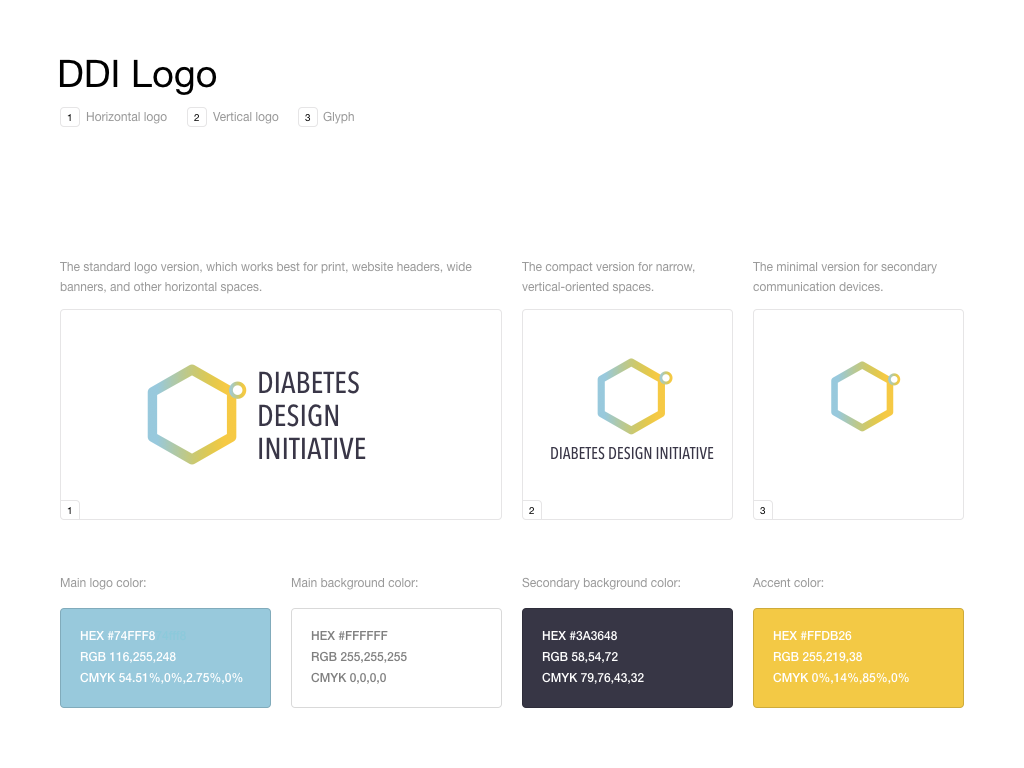 DDI Logo
1 Horizontal logo 2 Vertical logo 3 Glyph
The standard logo version, which works best for print, website headers, wide
banners, and other horizontal spaces.
The compact version for narrow,
vertical-oriented spaces.
The minimal version for secondary
communication devices.
DIABETES
DESIGN
INITIATIVE
1
DIABETES DESIGN INITIATIVE
2
3
Main logo color:
HEX #74FFF8
RGB 116,255,248
CMYK 54.51%,0%,2.75%,0%
Main background color:
HEX #FFFFFF
RGB 255,255,255
CMYK 0,0,0,0
Secondary background color:
HEX #3A3648
RGB 58,54,72
CMYK 79,76,43,32
Accent color:
HEX #FFDB26
RGB 255,219,38
CMYK 0%,14%,85%,0%